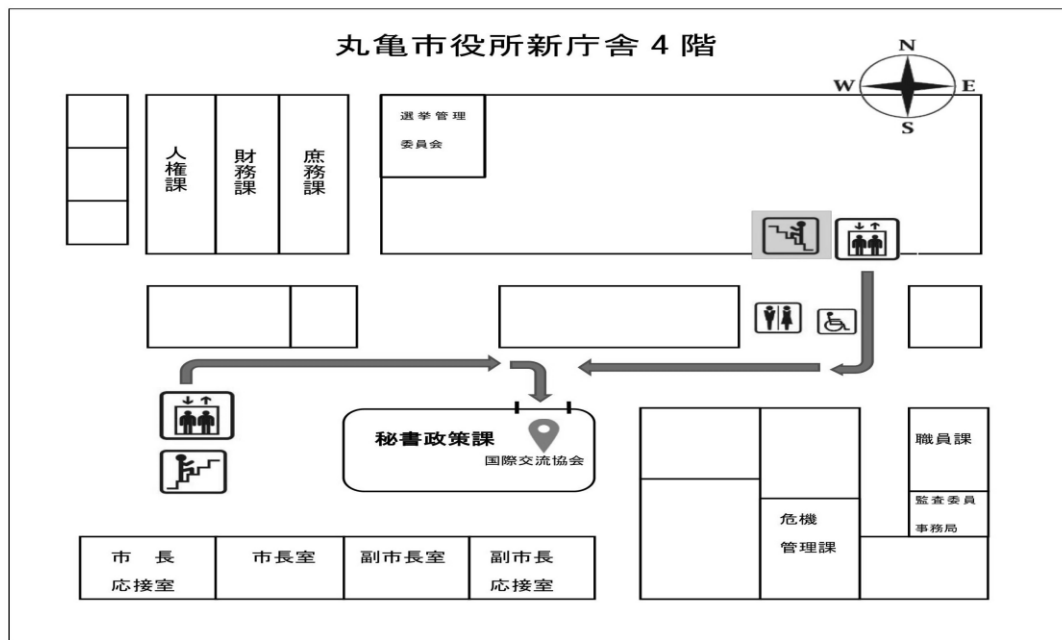 丸亀市役所新庁舎４階
N
W
E
S
人権課
財務課
庶務課
選挙管理
委員会
秘書政策課
国際交流協会
職員課
監査委員
事務局
危機
管理課
市　長
応接室
市長室
副市長室
副市長
応接室